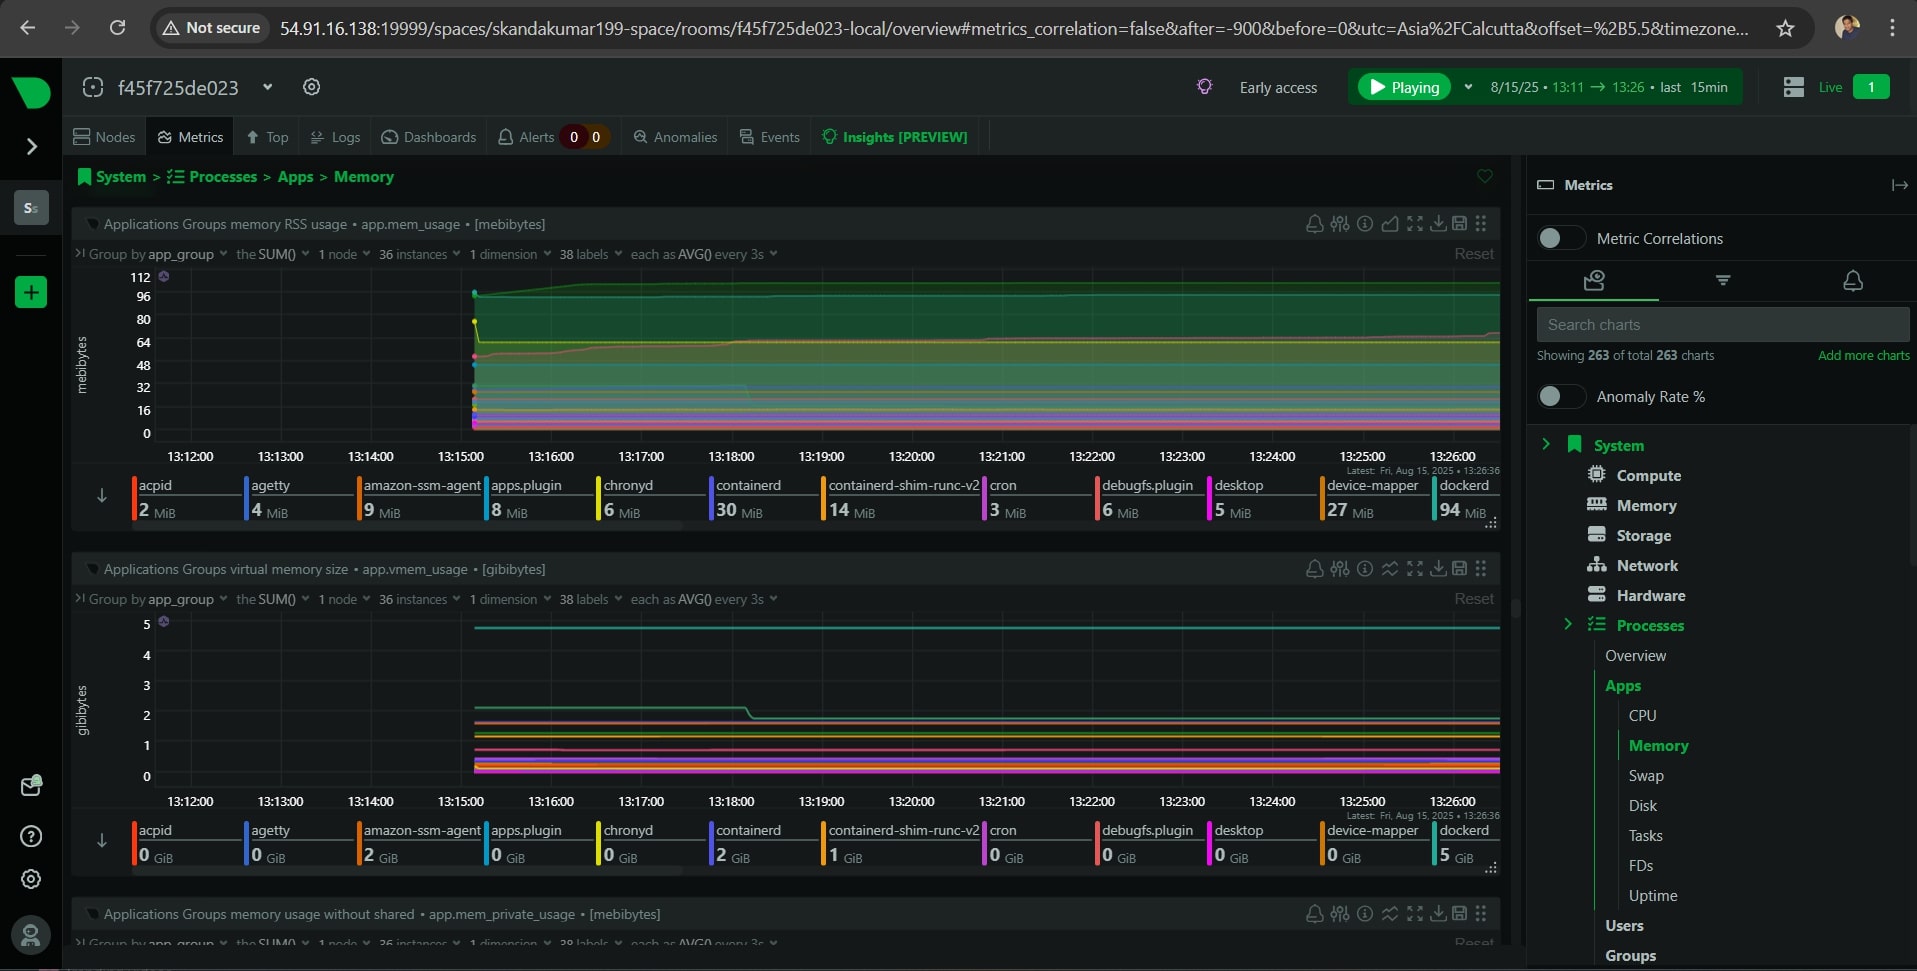 Not secure 54.91.16.138:19999/spaces/skandakumar199-space/rooms/f45f725de023-local/overview#metrics_correlation=false&after=-900&before=0&utc=Asia%2FCalcutta&offset=%2B5.5&timezone...
f45f725de023
Early access
Playing
8/15/25 • 13:11 → 13:26 • last 15min
Live 1
Nodes Metrics Top Logs Dashboards Alerts 0 0 Anomalies Events Insights [PREVIEW]
Ss
System > Processes > Apps > Memory
Applications Groups memory RSS usage • app.mem_usage • [mebibytes]
Group by app_group the SUM() 1 node 36 instances 1 dimension 38 labels each as AVG() every 3s Reset
mebibytes
112
96
80
64
48
32
16
0
13:12:00 13:13:00 13:14:00 13:15:00 13:16:00 13:17:00 13:18:00 13:19:00 13:20:00 13:21:00 13:22:00 13:23:00 13:24:00 13:25:00 13:26:00
Latest: Fri, Aug 15, 2025 • 13:26:36
acpid agetty amazon-ssm-agent apps.plugin chronyd containerd containerd-shim-runc-v2 cron debugfs.plugin desktop device-mapper dockerd
2 MiB 4 MiB 9 MiB 8 MiB 6 MiB 30 MiB 14 MiB 3 MiB 6 MiB 5 MiB 27 MiB 94 MiB
Applications Groups virtual memory size • app.vmem_usage • [gibibytes]
Group by app_group the SUM() 1 node 36 instances 1 dimension 38 labels each as AVG() every 3s Reset
gibibytes
5
4
3
2
1
0
13:12:00 13:13:00 13:14:00 13:15:00 13:16:00 13:17:00 13:18:00 13:19:00 13:20:00 13:21:00 13:22:00 13:23:00 13:24:00 13:25:00 13:26:00
Latest: Fri, Aug 15, 2025 • 13:26:36
acpid agetty amazon-ssm-agent apps.plugin chronyd containerd containerd-shim-runc-v2 cron debugfs.plugin desktop device-mapper dockerd
0 GiB 0 GiB 2 GiB 0 GiB 0 GiB 2 GiB 1 GiB 0 GiB 0 GiB 0 GiB 0 GiB 5 GiB
Applications Groups memory usage without shared • app.mem_private_usage • [mebibytes]
Group by app_group the SUM() 1 node 36 instances 1 dimension 38 labels each as AVG() every 3s Reset
Metrics
Metric Correlations
Search charts
Showing 263 of total 263 charts Add more charts
Anomaly Rate %
System
Compute
Memory
Storage
Network
Hardware
Processes
Overview
Apps
CPU
Memory
Swap
Disk
Tasks
FDs
Uptime
Users
Groups